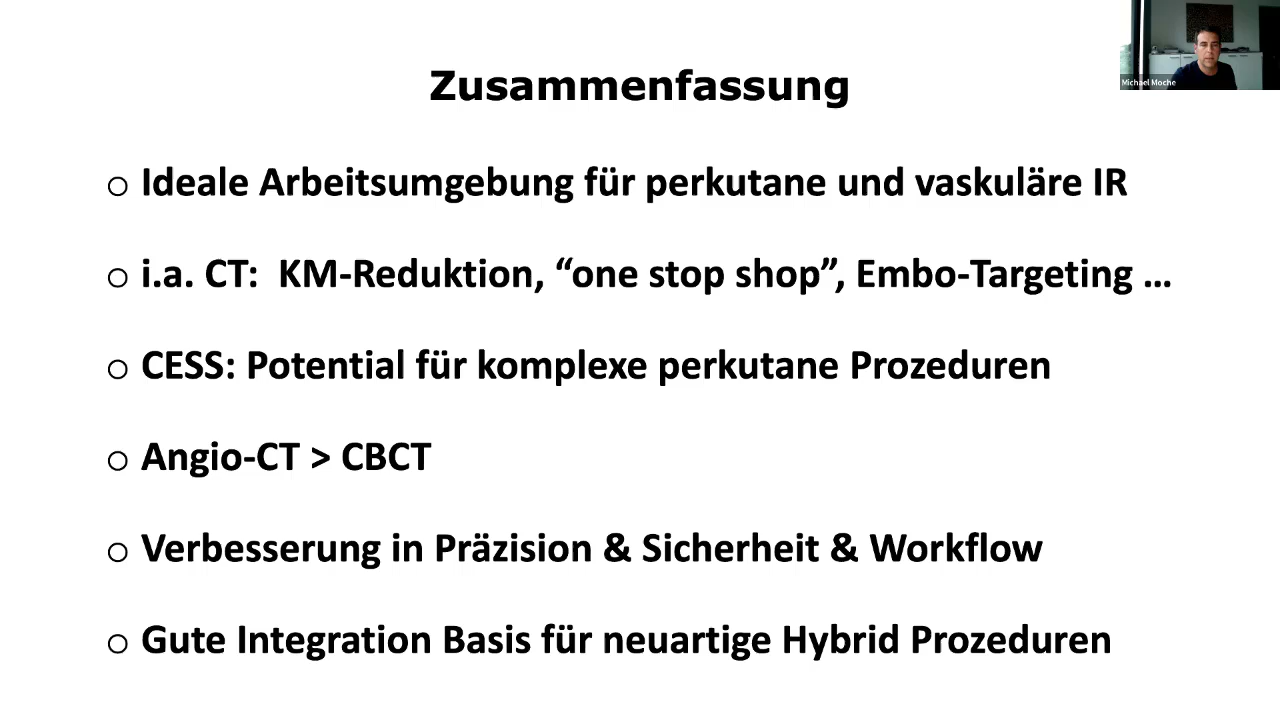 Michael Moche
Zusammenfassung
o Ideale Arbeitsumgebung für perkutane und vaskuläre IR
o i.a. CT:  KM-Reduktion, “one stop shop”, Embo-Targeting ...
o CESS: Potential für komplexe perkutane Prozeduren
o Angio-CT > CBCT
o Verbesserung in Präzision & Sicherheit & Workflow
o Gute Integration Basis für neuartige Hybrid Prozeduren